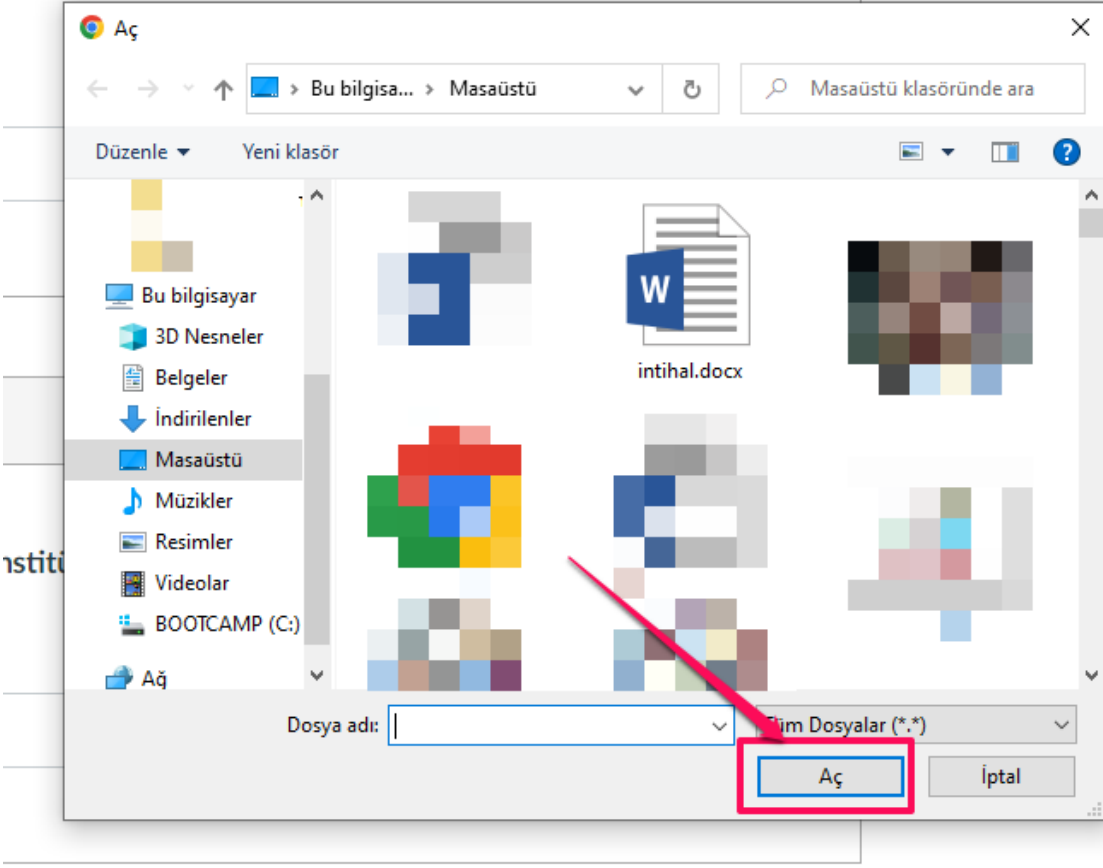 Aç
Bu bilgisa... Masaüstü
Masaüstü klasöründe ara
Düzenle
Yeni klasör
Bu bilgisayar
3D Nesneler
Belgeler
İndirilenler
Masaüstü
Müzikler
Resimler
Videolar
BOOTCAMP (C:)
Ağ
W
intihal.docx
nstitü
Dosya adı:
Tüm Dosyalar (*.*)
Aç
İptal